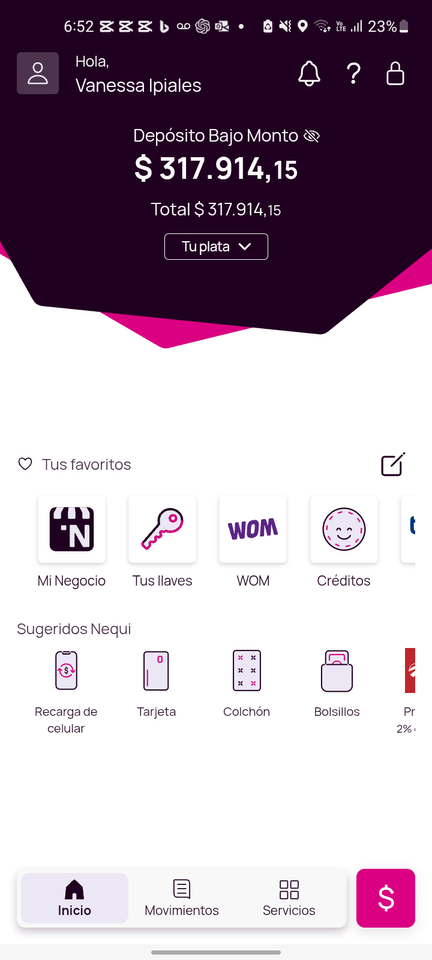 6:52
Vo LTE
23%
Hola,
Vanessa Ipiales
Depósito Bajo Monto
$ 317.914,15
Total $ 317.914,15
Tu plata
Tus favoritos
N
WOM
Mi Negocio
Tus llaves
WOM
Créditos
Sugeridos Nequi
$
Recarga de
celular
Tarjeta
Colchón
Bolsillos
Pr
2%
$
Inicio
Movimientos
Servicios